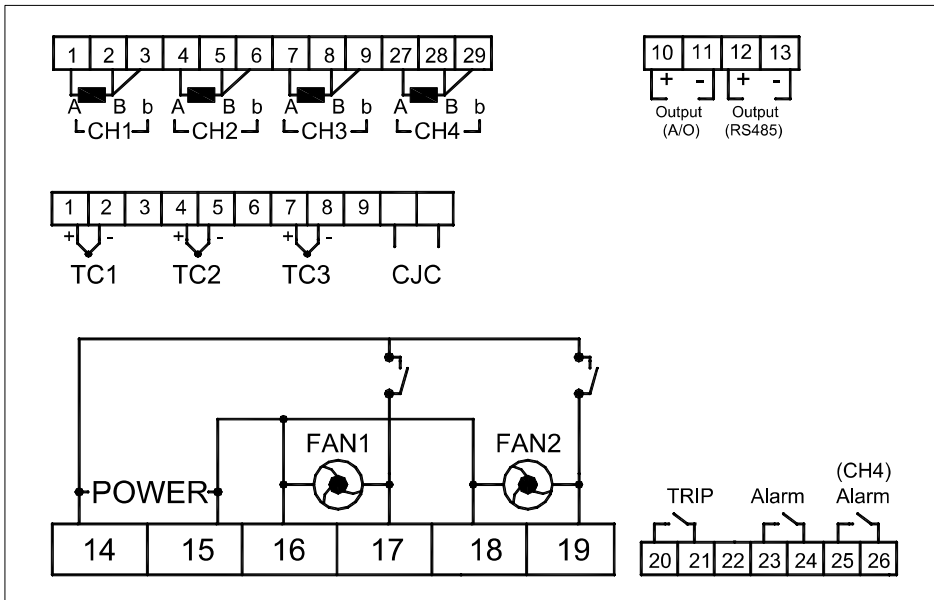 1 2 3 4 5 6 7 8 9 27 28 29
A B b A B b A B b A B b
CH1 CH2 CH3 CH4
10 11 12 13
+ - + -
Output (A/O)
Output (RS485)
1 2 3 4 5 6 7 8 9
+ - + - + -
TC1 TC2 TC3 CJC
FAN1 FAN2
POWER
14 15 16 17 18 19
TRIP Alarm (CH4) Alarm
20 21 22 23 24 25 26